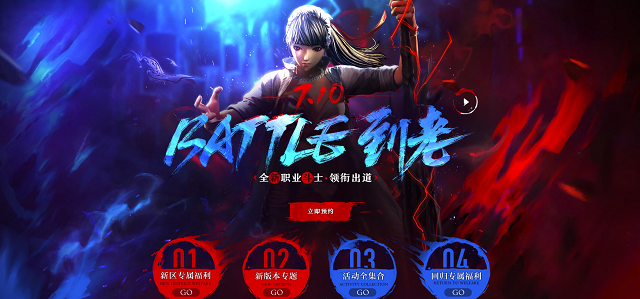 7.10
BATTLE到老
全新职业斗士·领衔出道
立即预约
01
新区专属福利
GO
02
新版本专题
GO
03
活动全集合
ACTIVITY COLLECTION
GO
04
回归专属福利
RETURN TO WELFARE
GO